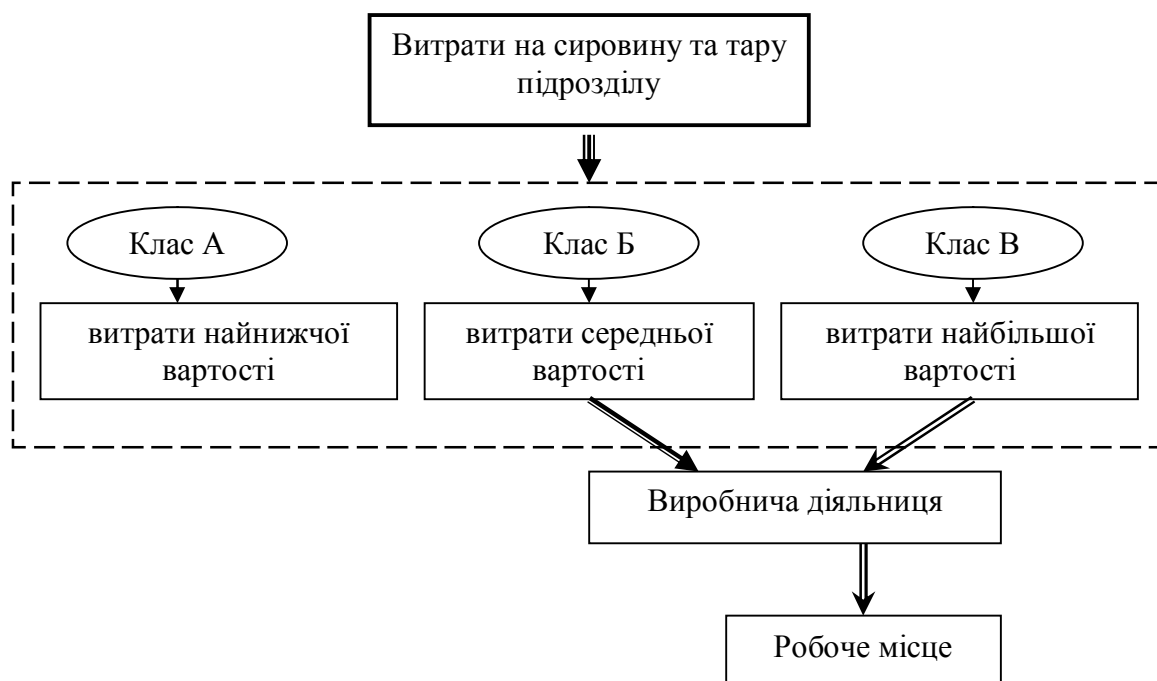 Витрати на сировину та тару
підрозділу
Клас А
Клас Б
Клас В
витрати найнижчої
вартості
витрати середньої
вартості
витрати найбільшої
вартості
Виробнича діяльниця
Робоче місце